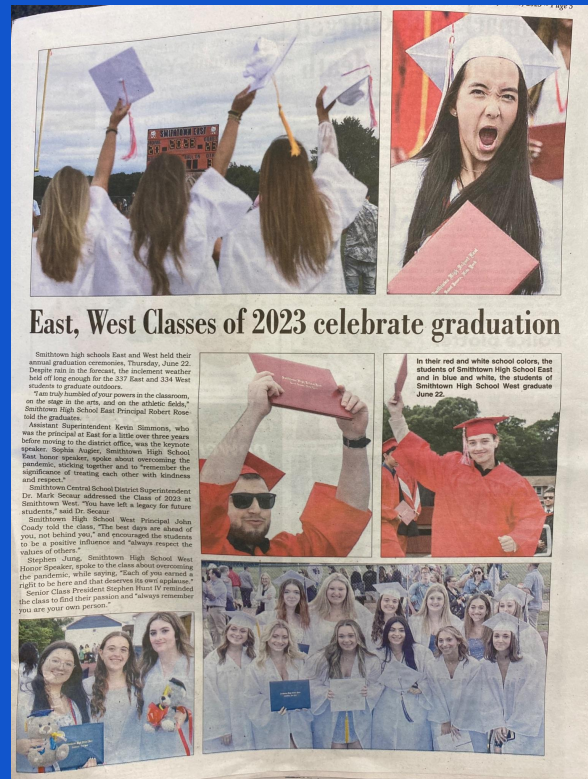 Page 3
SMITHTOWN EAST
East, West Classes of 2023 celebrate graduation
Smithtown high schools East and West held their
annual graduation ceremonies, Thursday, June 22.
Despite rain in the forecast, the inclement weather
held off long enough for the 337 East and 334 West
students to graduate outdoors.
"I am truly humbled of your powers in the classroom,
on the stage in the arts, and on the athletic fields,"
Smithtown High School East Principal Robert Rose
told the graduates.
Assistant Superintendent Kevin Simmons, who
was the principal at East for a little over three years
before moving to the district office, was the keynote
speaker. Sophia Augier, Smithtown High School
East honor speaker, spoke about overcoming the
pandemic, sticking together and to "remember the
significance of treating each other with kindness
and respect."
Smithtown Central School District Superintendent
Dr. Mark Secaur addressed the Class of 2023 at
Smithtown West. "You have left a legacy for future
students," said Dr. Secaur
Smithtown High School West Principal John
Coady told the class, "The best days are ahead of
you, not behind you," and encouraged the students
to be a positive influence and "always respect the
values of others."
Stephen Jung, Smithtown High School West
Honor Speaker, spoke to the class about overcoming
the pandemic, while saying, "Each of you earned a
right to be here and that deserves its own applause."
Senior Class President Stephen Hunt IV reminded
the class to find their passion and "always remember
you are your own person."
In their red and white school colors, the
students of Smithtown High School East
and in blue and white, the students of
Smithtown High School West graduate
June 22.